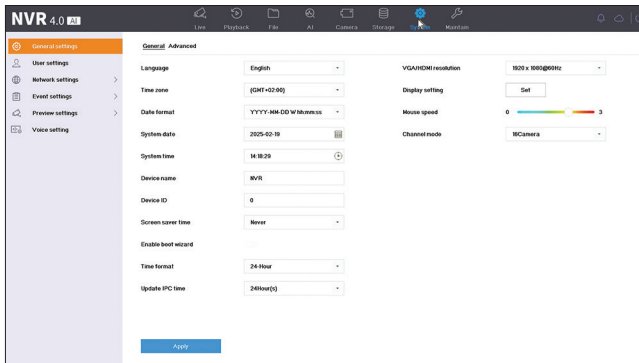 NVR 4.0 AI
Live Playback File AI Camera Storage System Maintain
General settings
User settings
Network settings
Event settings
Preview settings
Voice setting
General Advanced
Language English
Time zone (GMT+02:00)
Date format YYYY-MM-DD W hh:mm:ss
System date 2025-02-19
System time 14:18:29
Device name NVR
Device ID 0
Screen saver time Never
Enable boot wizard
Time format 24-Hour
Update IPC time 24Hour(s)
Apply
VGA/HDMI resolution 1920 x 1080@60Hz
Display setting Set
Mouse speed 0 3
Channel mode 16Camera